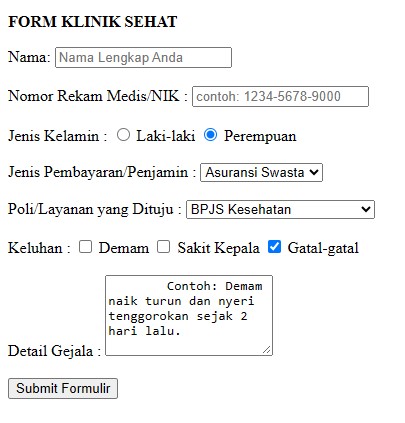 FORM KLINIK SEHAT
Nama: Nama Lengkap Anda
Nomor Rekam Medis/NIK : contoh: 1234-5678-9000
Jenis Kelamin : Laki-laki Perempuan
Jenis Pembayaran/Penjamin : Asuransi Swasta
Poli/Layanan yang Dituju : BPJS Kesehatan
Keluhan : Demam Sakit Kepala Gatal-gatal
Contoh: Demam
naik turun dan nyeri
tenggorokan sejak 2
hari lalu.
Detail Gejala :
Submit Formulir